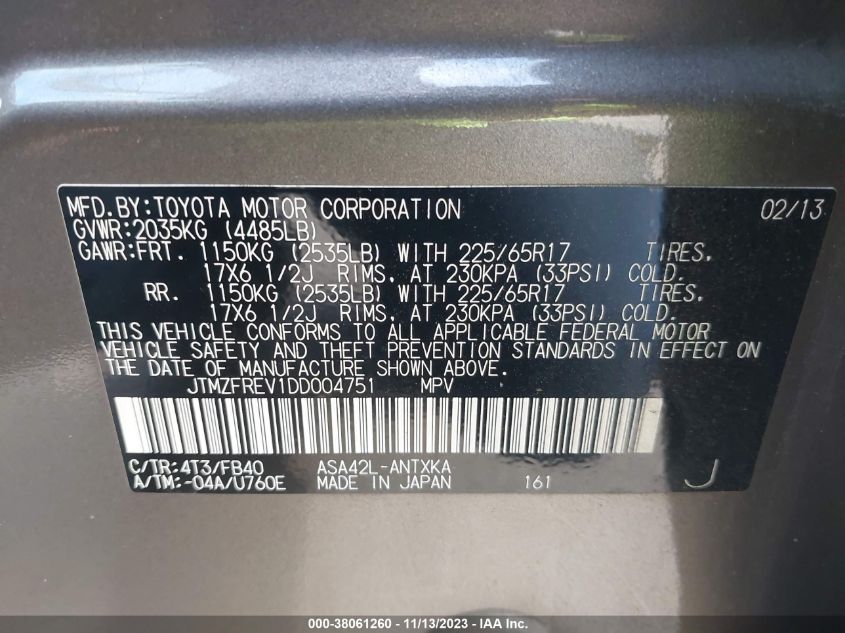 MFD.BY:TOYOTA MOTOR CORPORATION 02/13
GVWR:2035KG (4485LB)
GAWR:FRT. 1150KG (2535LB) WITH 225/65R17 TIRES.
17X6 1/2J RIMS. AT 230KPA (33PSI) COLD.
RR. 1150KG (2535LB) WITH 225/65R17 TIRES.
17X6 1/2J RIMS. AT 230KPA (33PSI) COLD.
THIS VEHICLE CONFORMS TO ALL APPLICABLE FEDERAL MOTOR
VEHICLE SAFETY AND THEFT PREVENTION STANDARDS IN EFFECT ON
THE DATE OF MANUFACTURE SHOWN ABOVE.
JTMZFREV1DD004751 MPV
C/TR:4T3/FB40 ASA42L-ANTXKA
A/TM:-04A/U760E MADE IN JAPAN 161 J
000-38061260 - 11/13/2023 - IAA Inc.